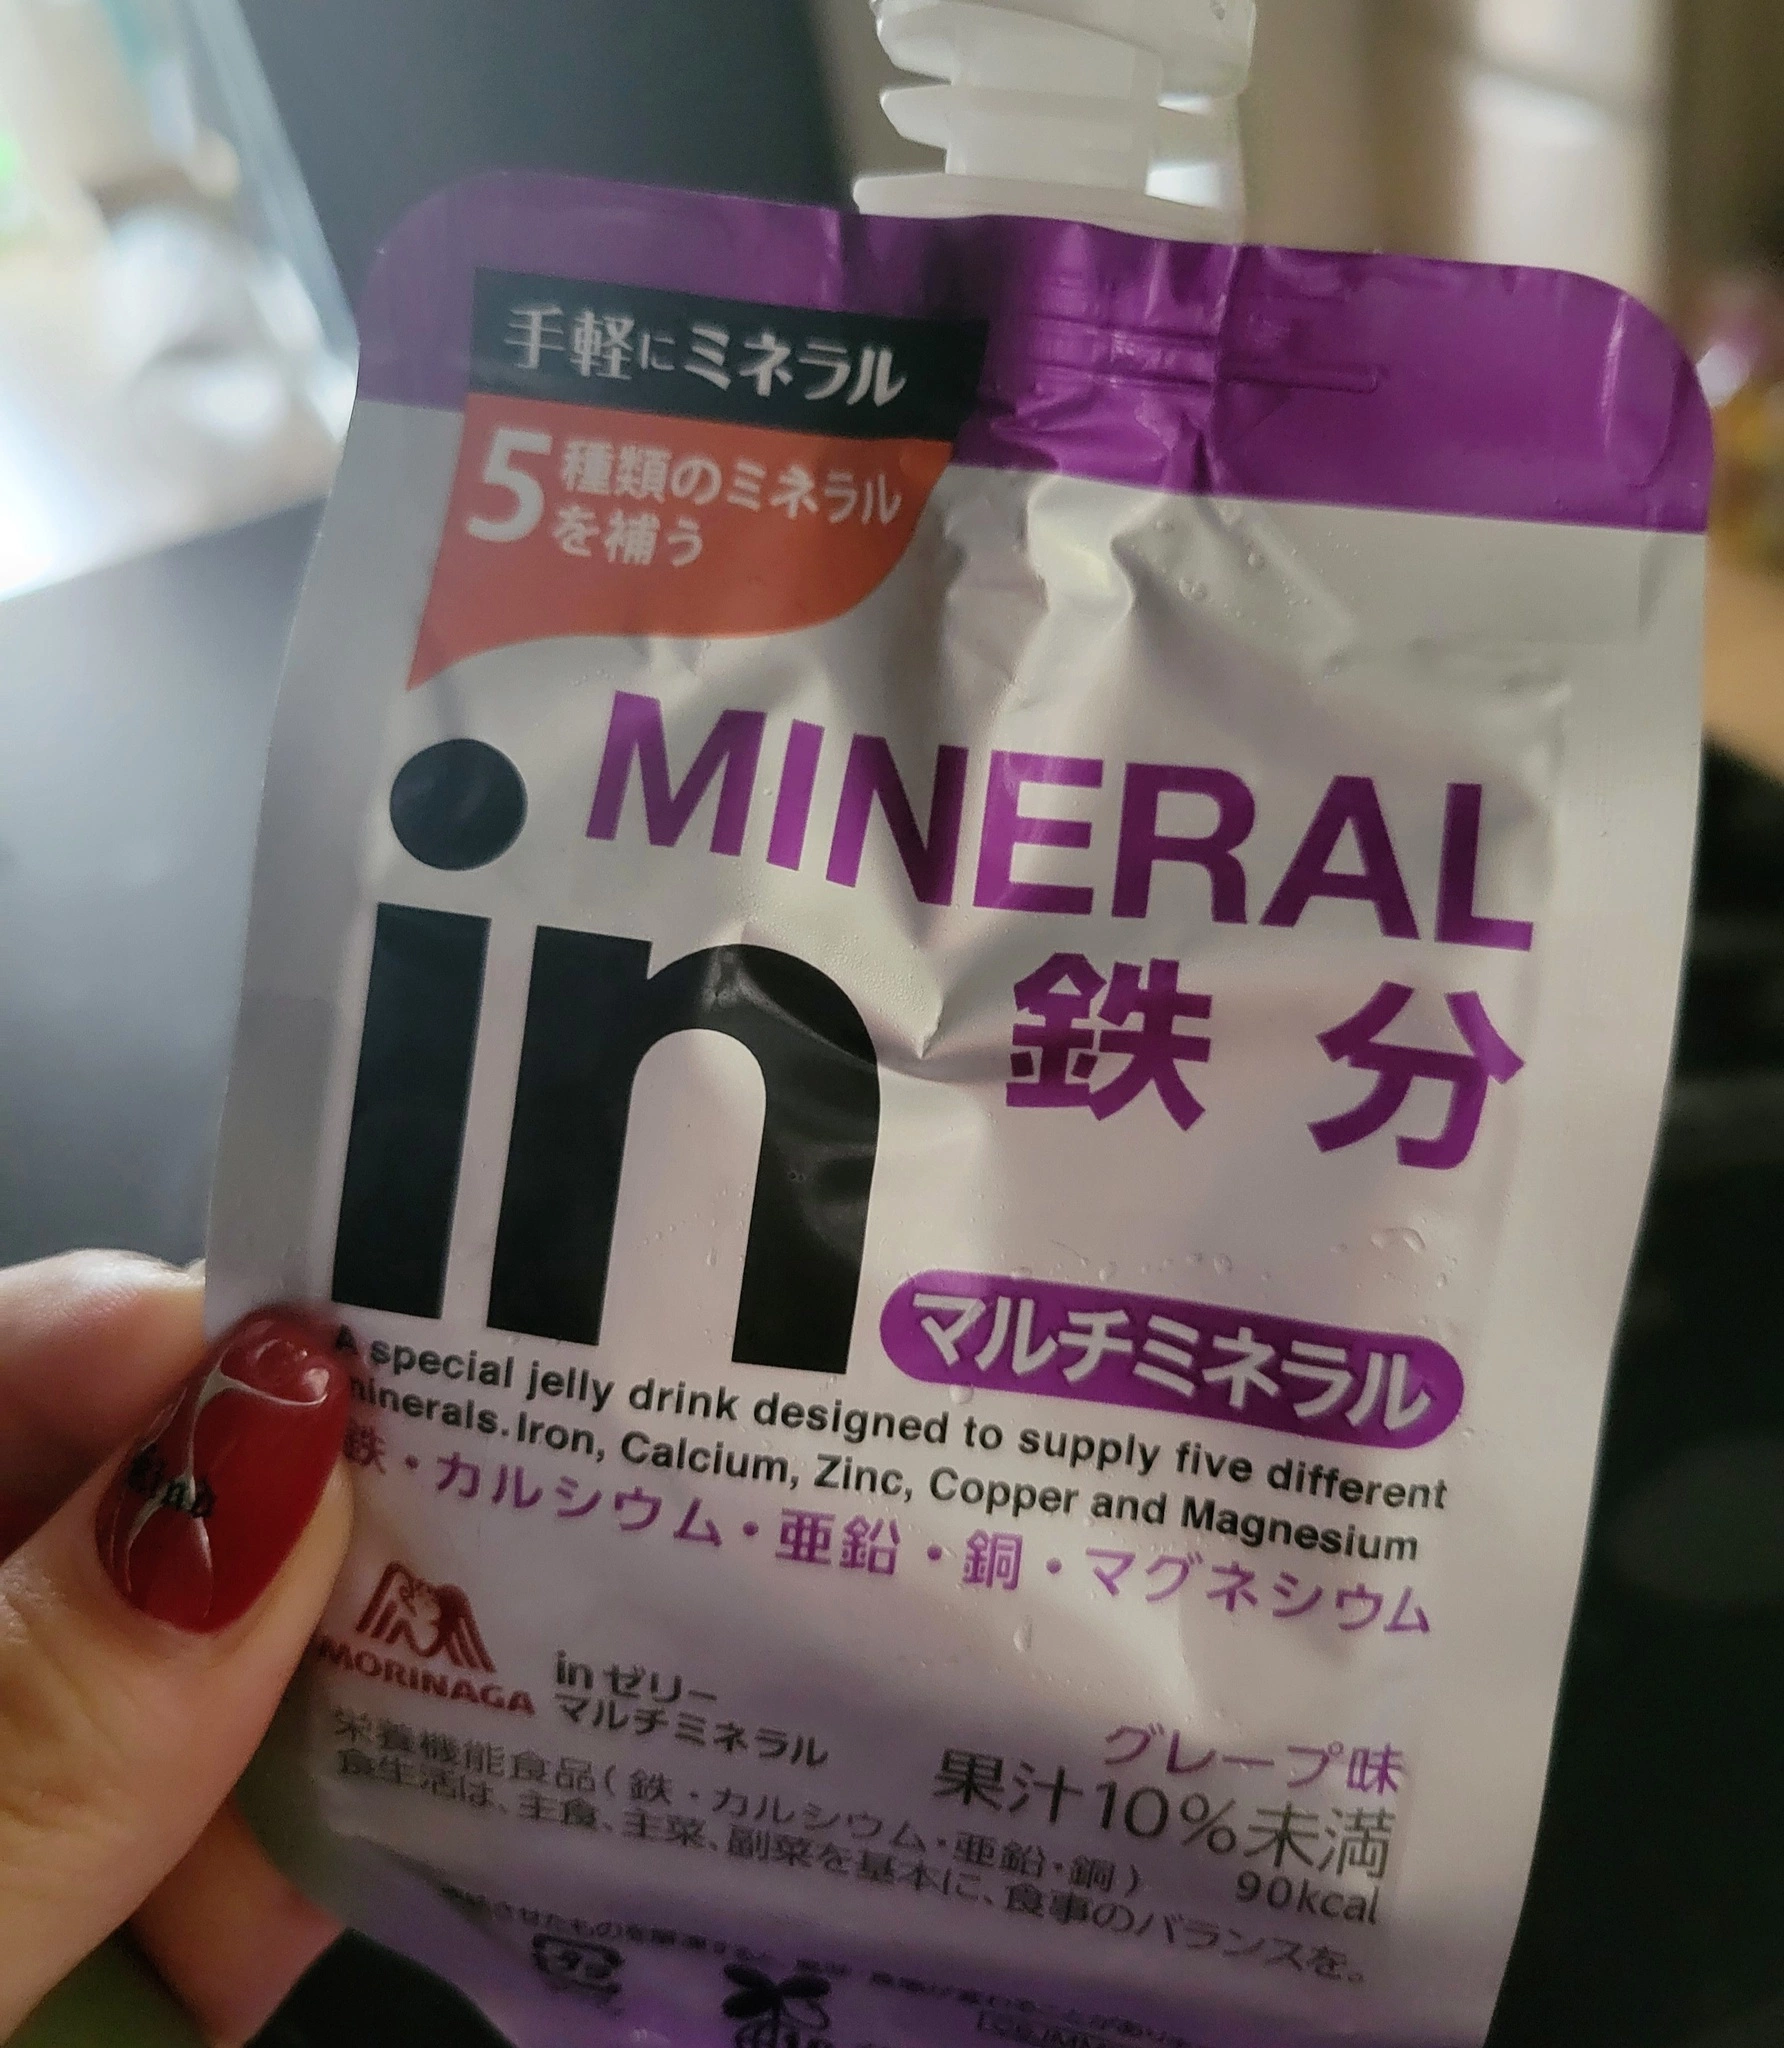 手軽にミネラル
5種類のミネラル
を補う
MINERAL
in
鉄分
マルチミネラル
A special jelly drink designed to supply five different
minerals.Iron, Calcium, Zinc, Copper and Magnesium
鉄・カルシウム・亜鉛・銅・マグネシウム
MORINAGA
inゼリー
マルチミネラル
グレープ味
果汁10%未満
90kcal
栄養機能食品(鉄・カルシウム・亜鉛・銅)
食生活は、主食、主菜、副菜を基本に、食事のバランスを。